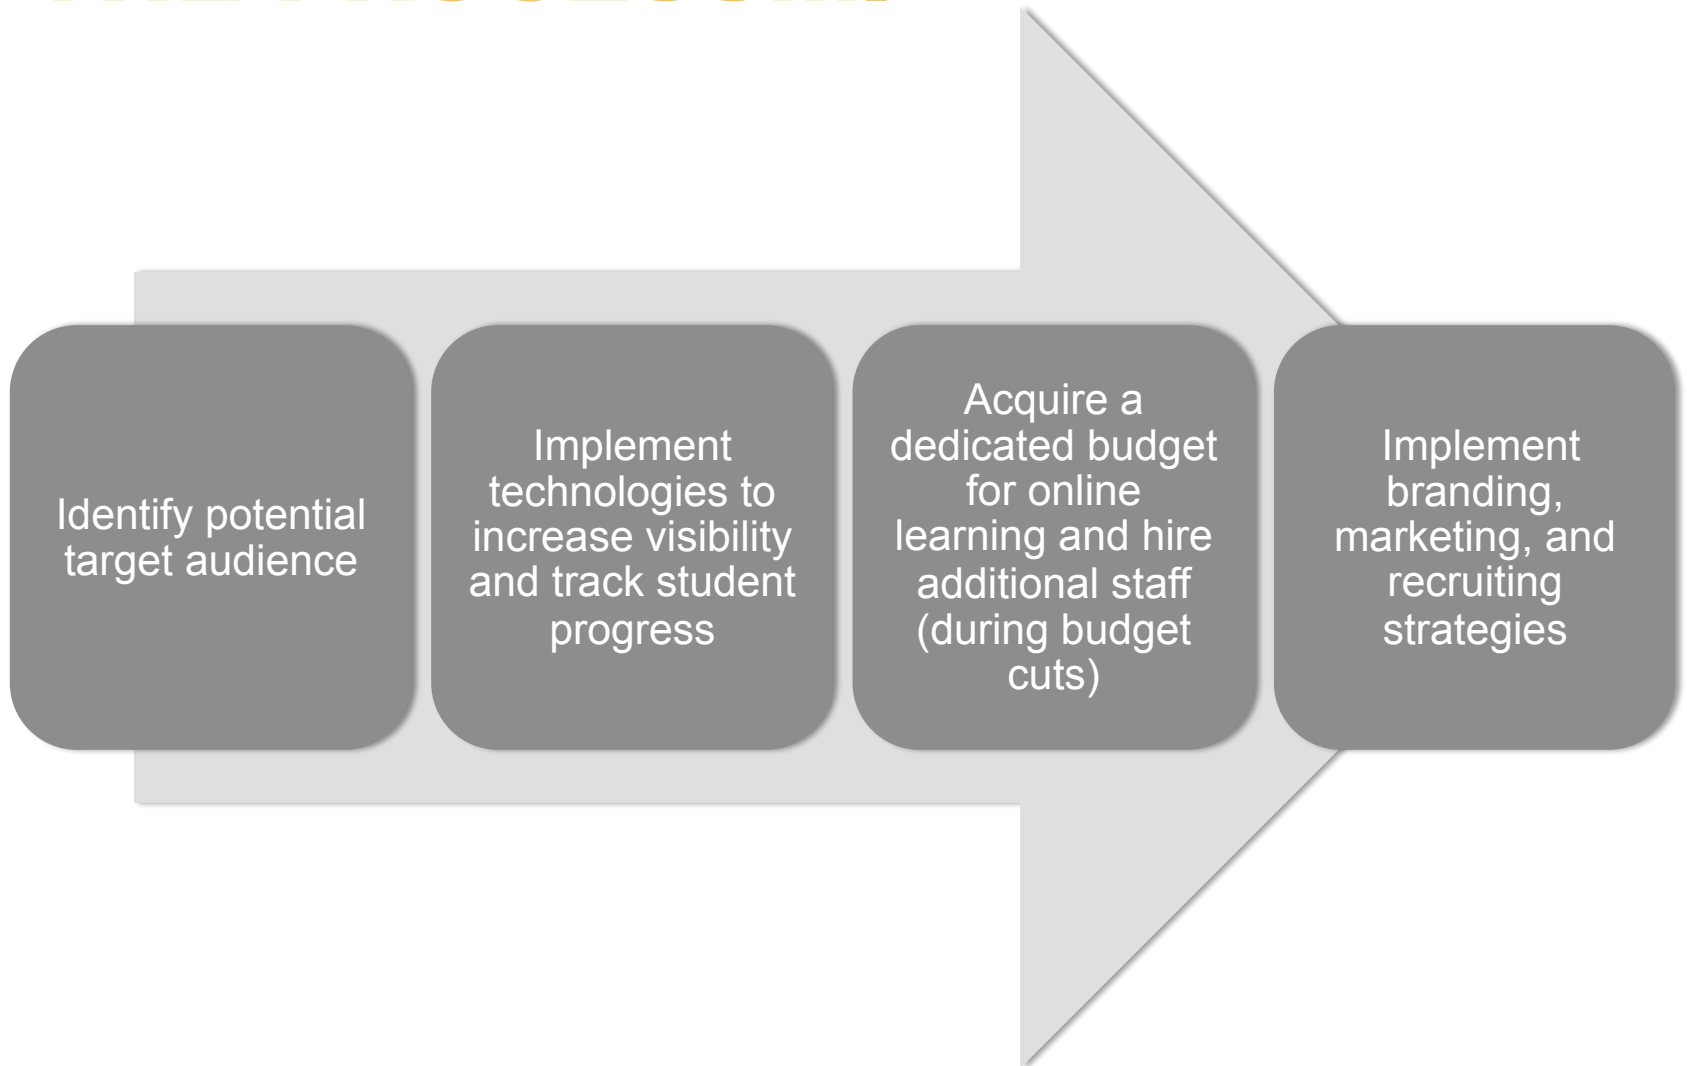 Identify potential
target audience
Implement
technologies to
increase visibility
and track student
progress
Acquire a
dedicated budget
for online
learning and hire
additional staff
(during budget
cuts)
Implement
branding,
marketing, and
recruiting
strategies